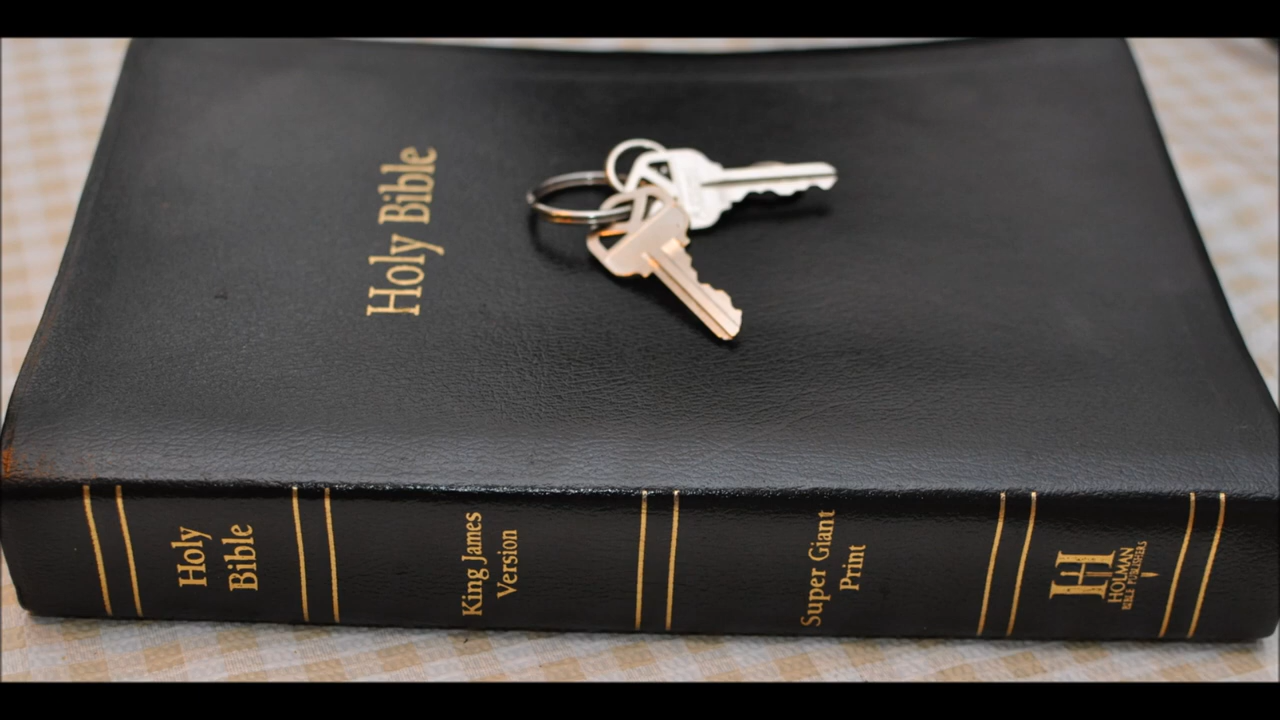 Holy Bible
Holy
Bible
King James
Version
Super Giant
Print
HOLMAN
BIBLE PUBLISHERS